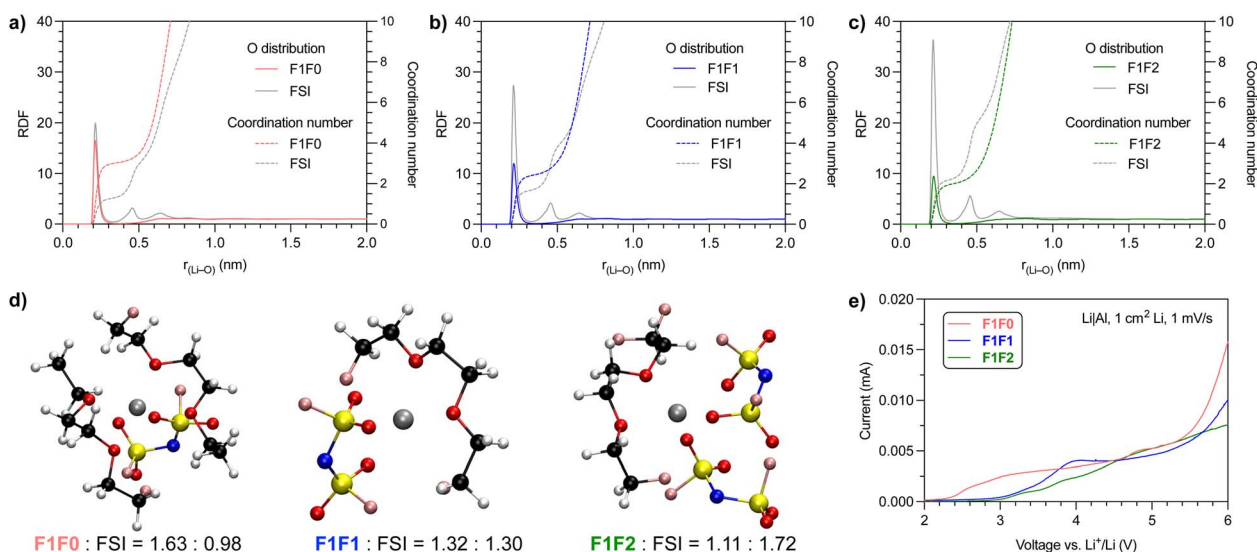 a)
40
30
20
10
0
RDF
0.0 0.5 1.0 1.5 2.0
r(Li–O) (nm)
10
8
6
4
2
0
Coordination number
O distribution
F1F0
FSI
Coordination number
F1F0
FSI
b)
40
30
20
10
0
RDF
0.0 0.5 1.0 1.5 2.0
r(Li–O) (nm)
10
8
6
4
2
0
Coordination number
O distribution
F1F1
FSI
Coordination number
F1F1
FSI
c)
40
30
20
10
0
RDF
0.0 0.5 1.0 1.5 2.0
r(Li–O) (nm)
10
8
6
4
2
0
Coordination number
O distribution
F1F2
FSI
Coordination number
F1F2
FSI
d)
F1F0 : FSI = 1.63 : 0.98
F1F1 : FSI = 1.32 : 1.30
F1F2 : FSI = 1.11 : 1.72
e)
0.020
0.015
0.010
0.005
0.000
Current (mA)
F1F0
F1F1
F1F2
Li|Al, 1 cm² Li, 1 mV/s
2 3 4 5 6
Voltage vs. Li⁺/Li (V)